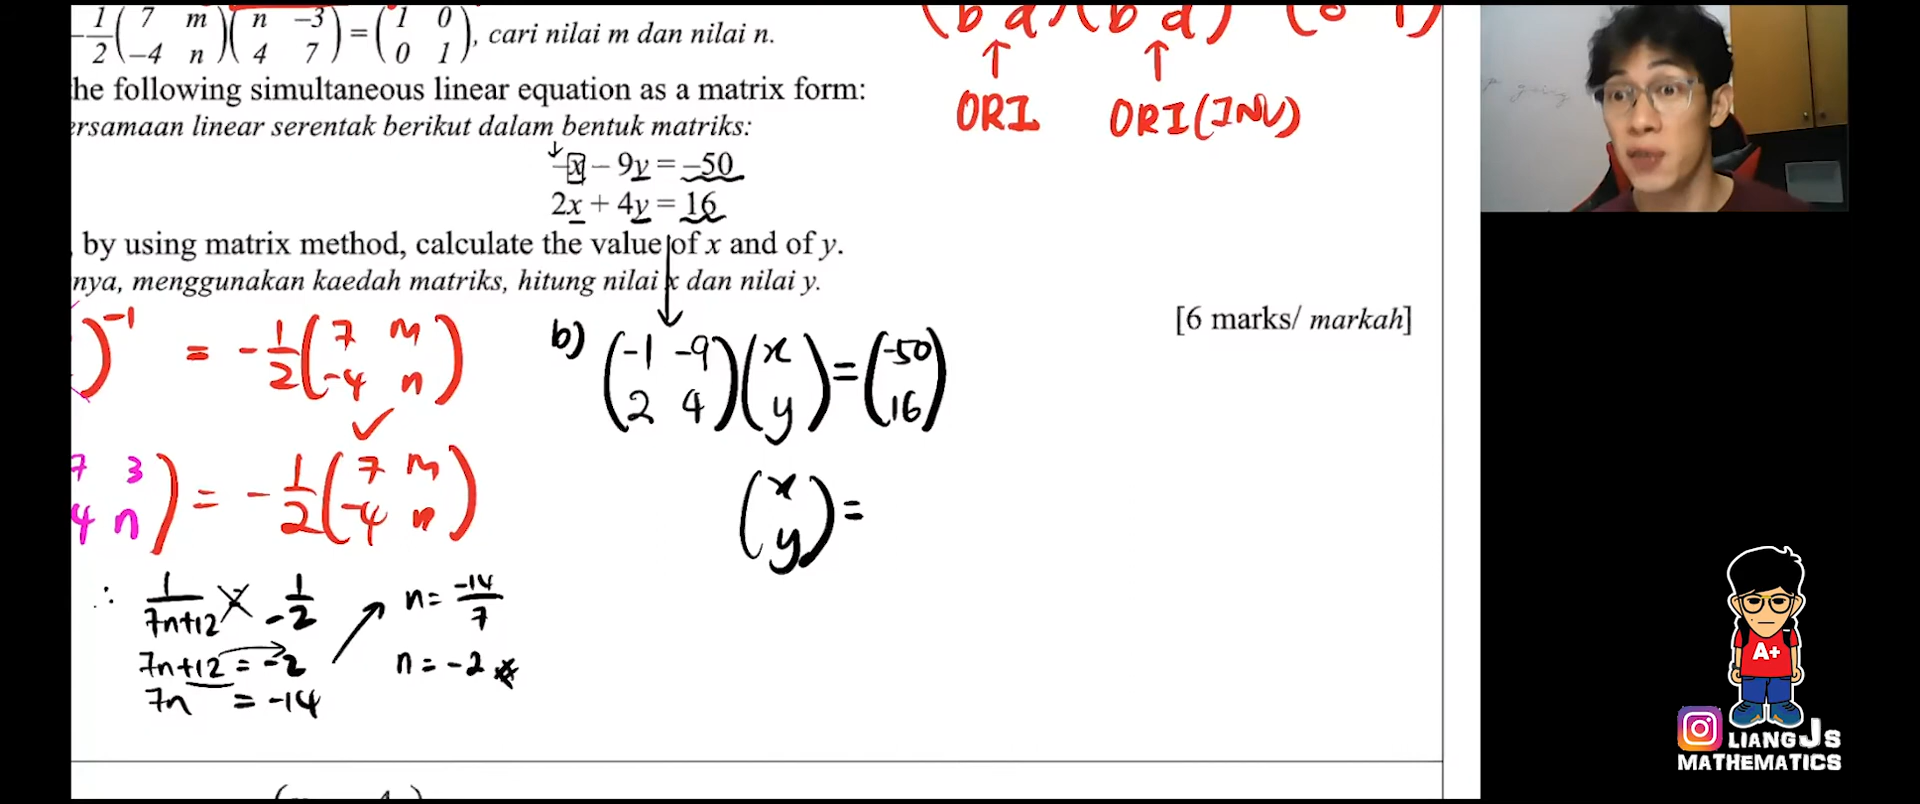 -1/2 (7 m; -4 n)(n -3; 4 7) = (1 0; 0 1), cari nilai m dan nilai n.
he following simultaneous linear equation as a matrix form:
ersamaan linear serentak berikut dalam bentuk matriks:
-x – 9y = –50
2x + 4y = 16
, by using matrix method, calculate the value of x and of y.
nya, menggunakan kaedah matriks, hitung nilai x dan nilai y.
[6 marks/ markah]
(b a)(b a) (0 1)
↑ ↑
ORI ORI(INV)
)⁻¹ = -1/2 (7 m; -4 n)
✓
7 3; 4 n) = -1/2 (7 m; -4 n)
∴ 1/(7n+12) × -1/2
7n+12 = -2
7n = -14
n = -14/7
n = -2
b) (-1 -9; 2 4)(x; y) = (-50; 16)
(x; y) =
A+
LIANGJS
MATHEMATICS